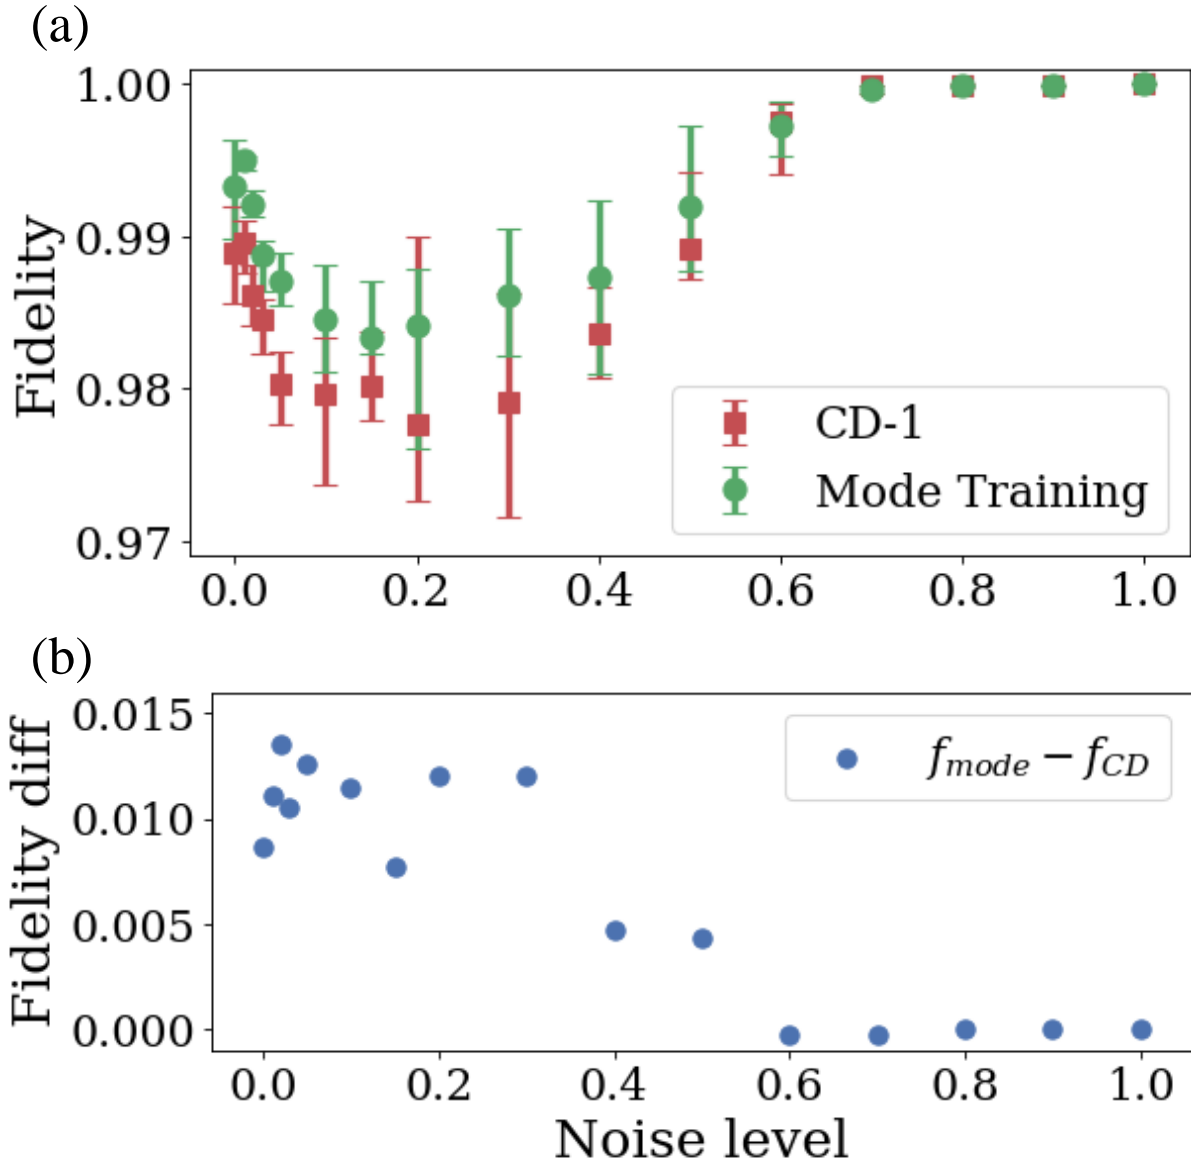 (a)
Fidelity
1.00
0.99
0.98
0.97
CD-1
Mode Training
0.0 0.2 0.4 0.6 0.8 1.0
(b)
Fidelity diff
0.015
0.010
0.005
0.000
f_mode − f_CD
0.0 0.2 0.4 0.6 0.8 1.0
Noise level